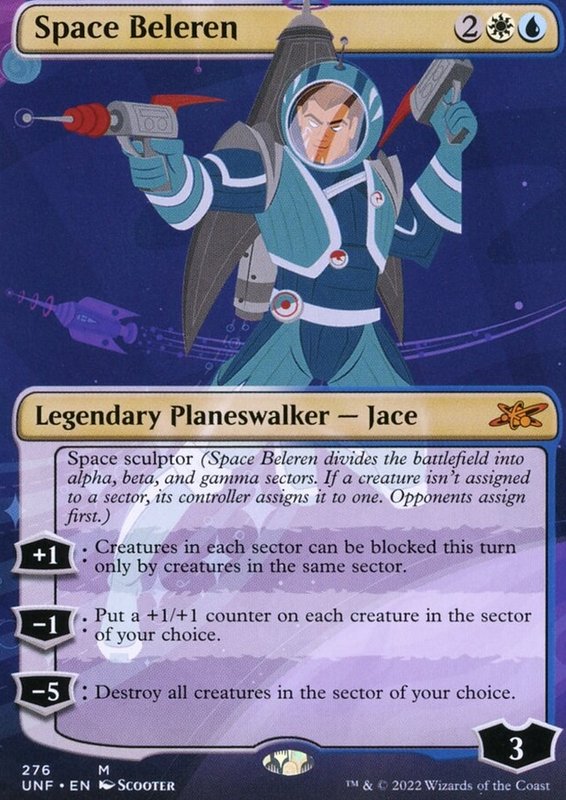 Space Beleren
2
Legendary Planeswalker — Jace
Space sculptor (Space Beleren divides the battlefield into
alpha, beta, and gamma sectors. If a creature isn't assigned
to a sector, its controller assigns it to one. Opponents assign
first.)
+1 : Creatures in each sector can be blocked this turn
only by creatures in the same sector.
−1 : Put a +1/+1 counter on each creature in the sector
of your choice.
−5 : Destroy all creatures in the sector of your choice.
3
276 M
UNF • EN SCOOTER
™ & © 2022 Wizards of the Coast